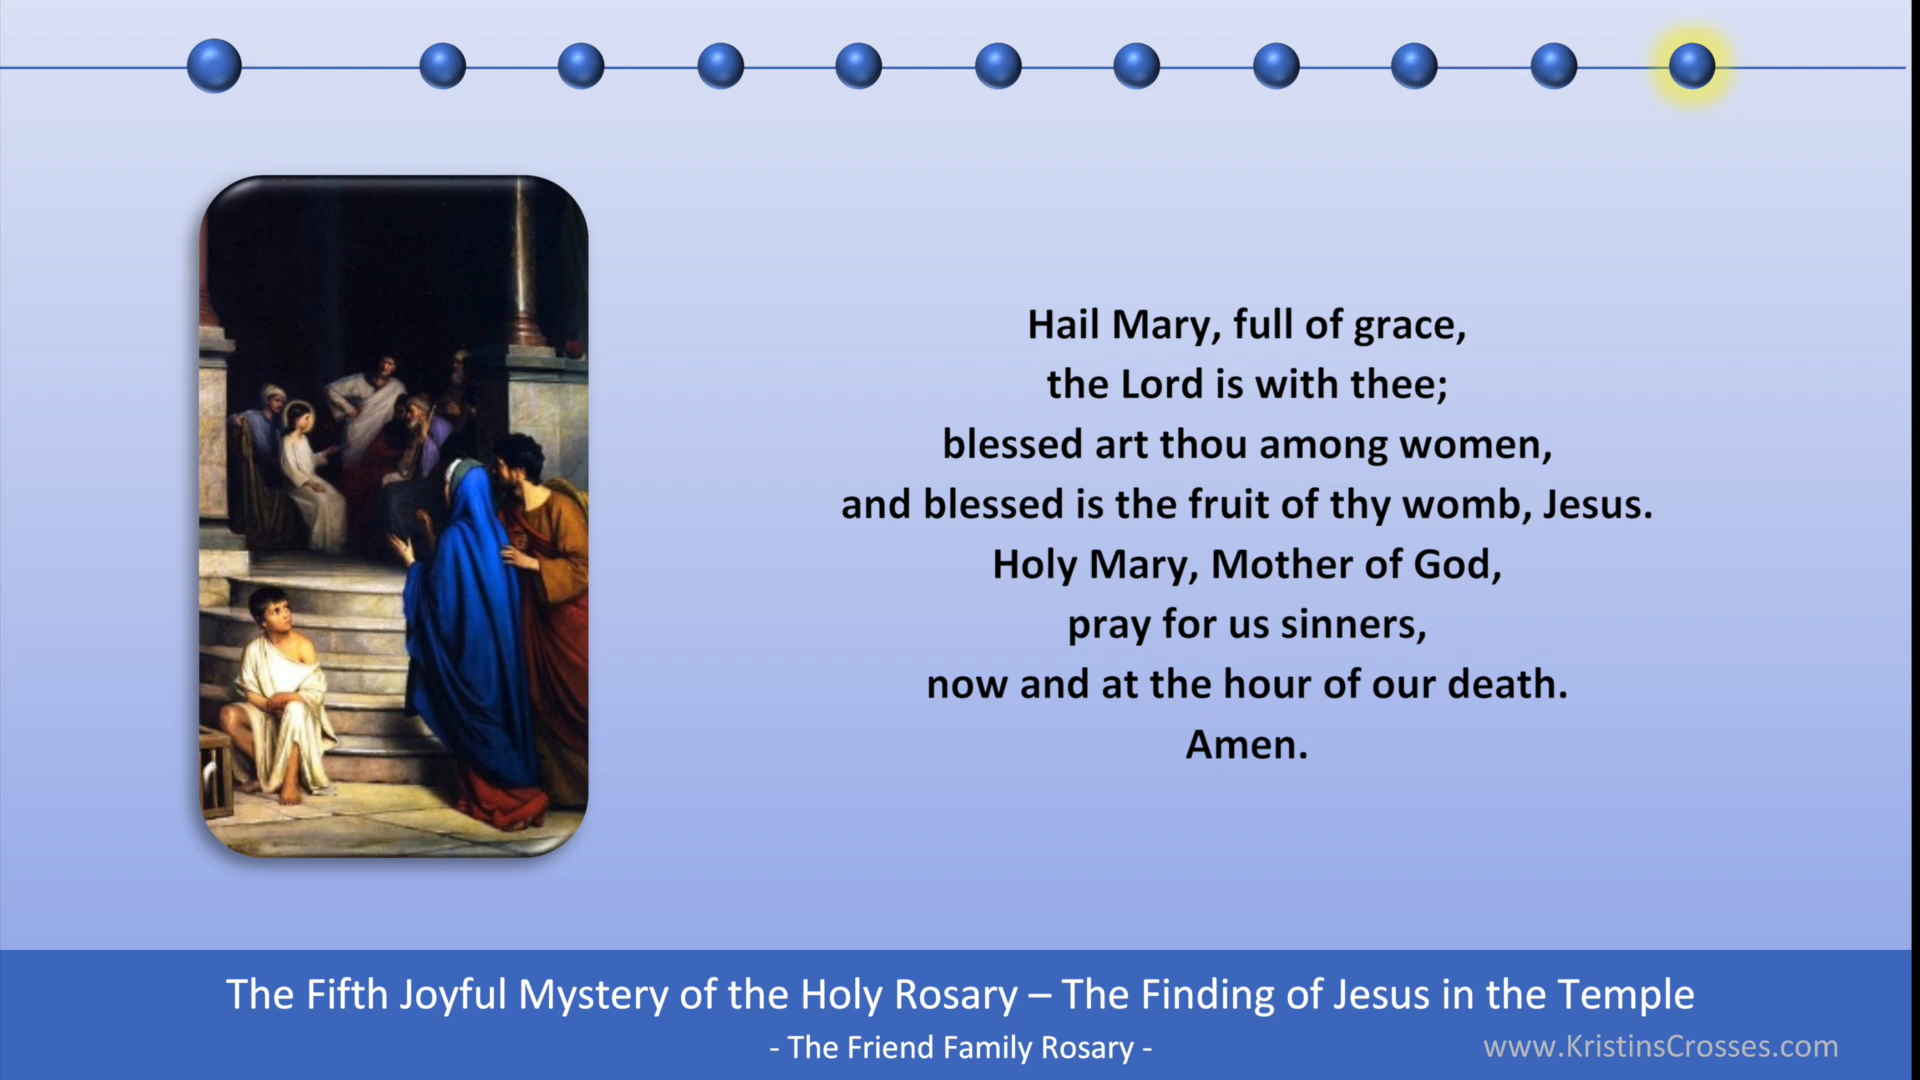 Hail Mary, full of grace,
the Lord is with thee;
blessed art thou among women,
and blessed is the fruit of thy womb, Jesus.
Holy Mary, Mother of God,
pray for us sinners,
now and at the hour of our death.
Amen.
The Fifth Joyful Mystery of the Holy Rosary – The Finding of Jesus in the Temple
- The Friend Family Rosary -
www.KristinsCrosses.com